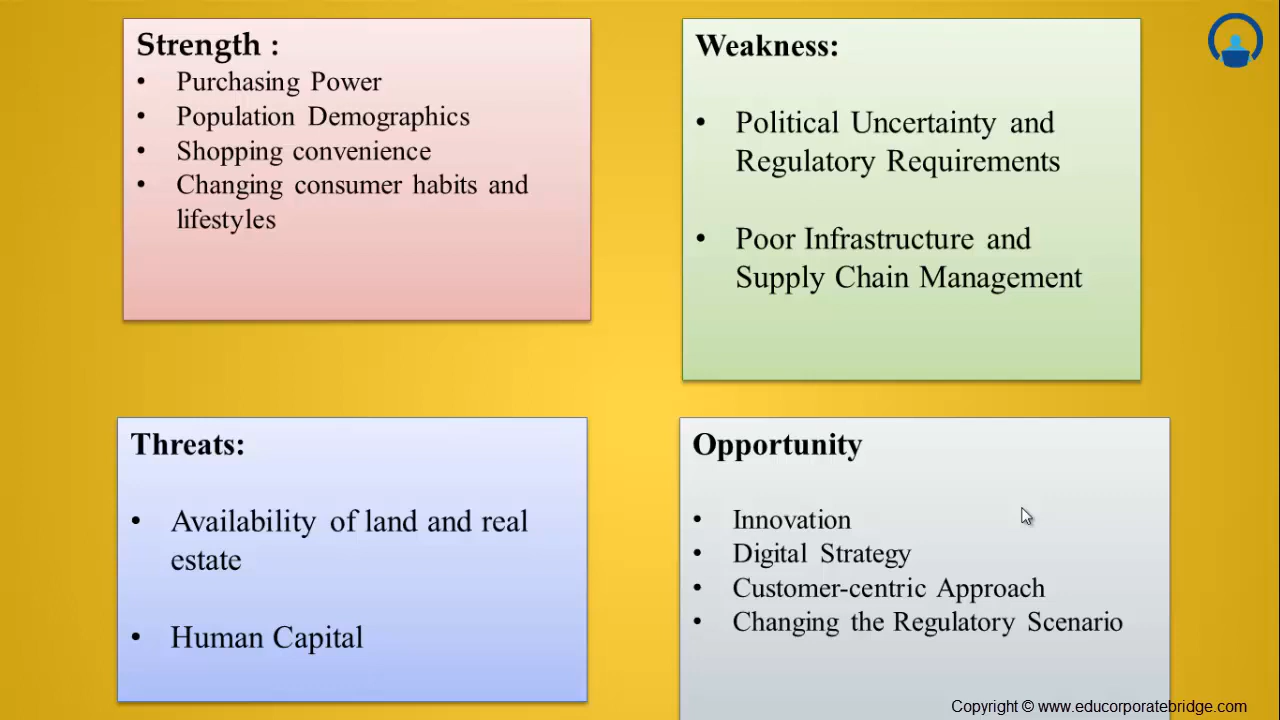 Strength :
• Purchasing Power
• Population Demographics
• Shopping convenience
• Changing consumer habits and
lifestyles
Weakness:
• Political Uncertainty and
Regulatory Requirements
• Poor Infrastructure and
Supply Chain Management
Threats:
• Availability of land and real
estate
• Human Capital
Opportunity
• Innovation
• Digital Strategy
• Customer-centric Approach
• Changing the Regulatory Scenario
Copyright © www.educorporatebridge.com